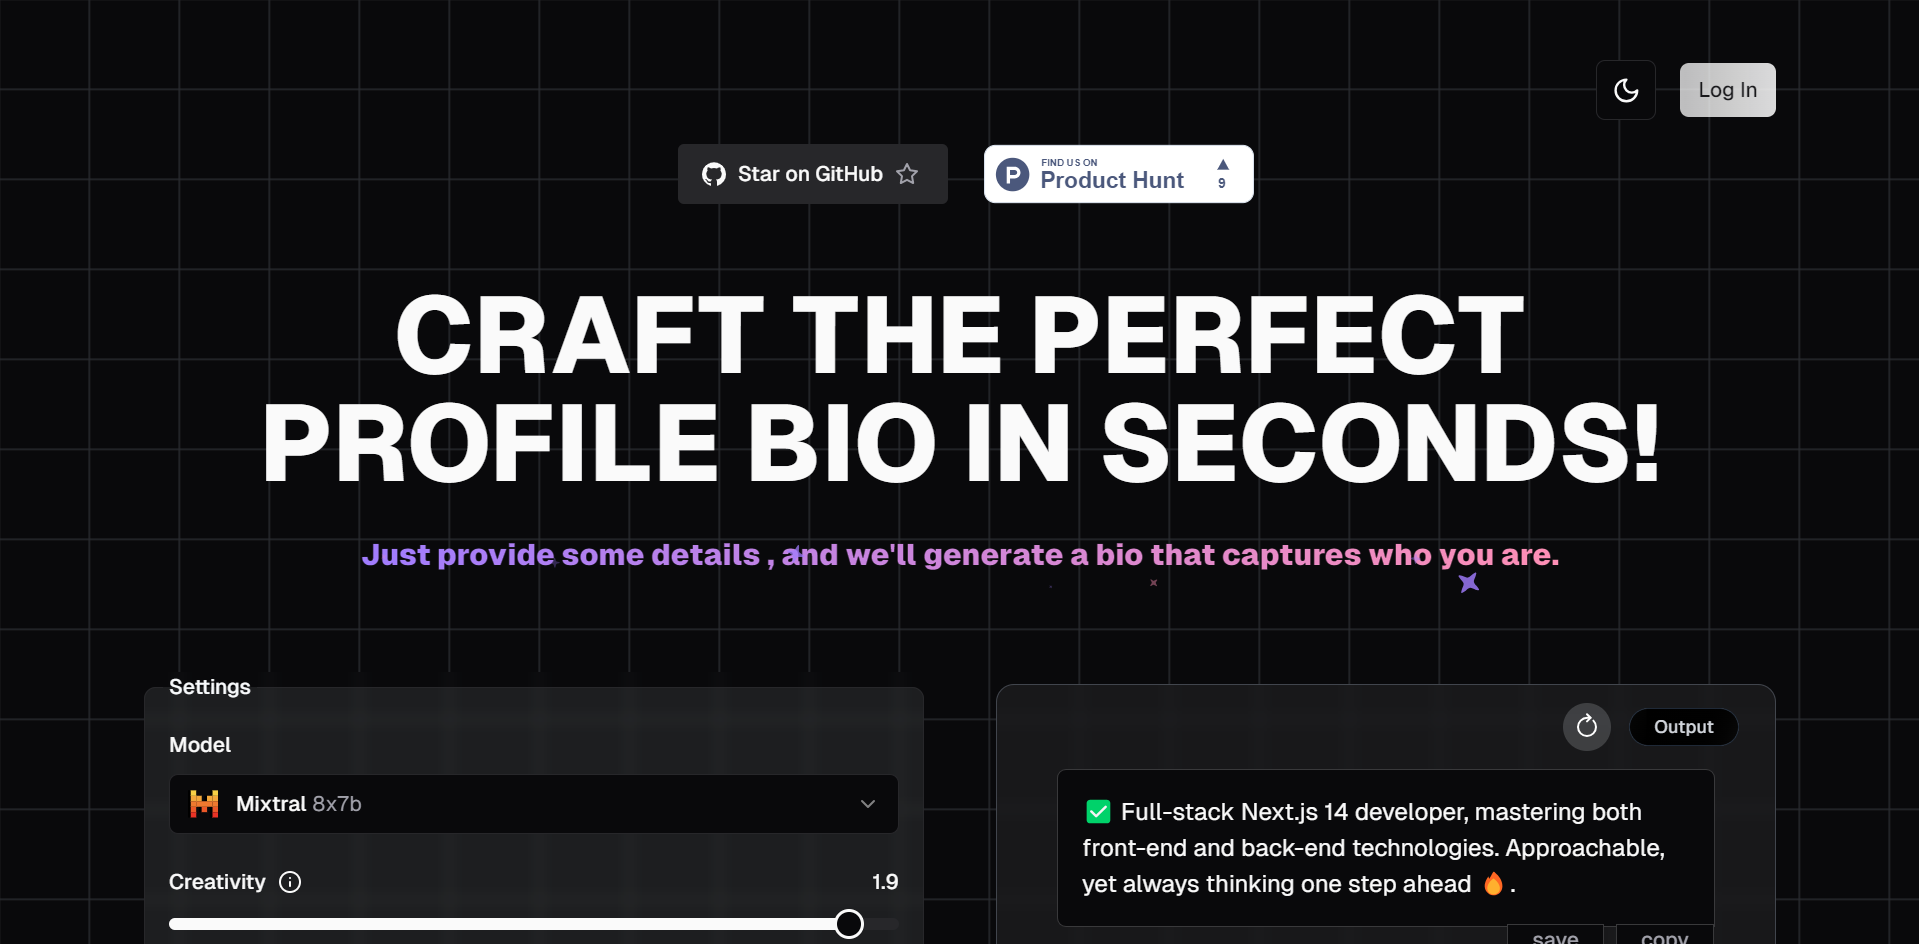 Log In
Star on GitHub
FIND US ON
Product Hunt
9
CRAFT THE PERFECT
PROFILE BIO IN SECONDS!
Just provide some details , and we'll generate a bio that captures who you are.
Settings
Model
Mixtral 8x7b
Creativity
1.9
Output
✅ Full-stack Next.js 14 developer, mastering both
front-end and back-end technologies. Approachable,
yet always thinking one step ahead 🔥 .
save
copy